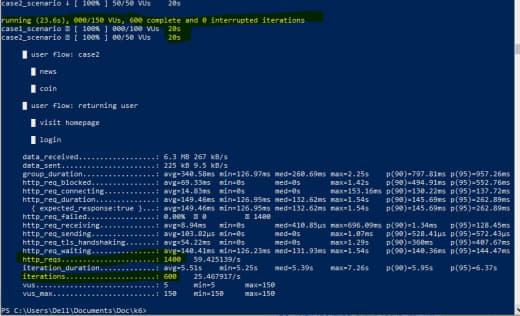 case2_scenario ↓ [ 100% ] 50/50 VUs 20s
running (23.6s), 000/150 VUs, 600 complete and 0 interrupted iterations
case1_scenario ⍰ [ 100% ] 000/100 VUs 20s
case2_scenario ⍰ [ 100% ] 00/50 VUs 20s
user flow: case2
news
coin
user flow: returning user
visit homepage
login
data_received..................: 6.3 MB 267 kB/s
data_sent......................: 225 kB 9.5 kB/s
group_duration.................: avg=340.58ms min=126.97ms med=260.69ms max=2.25s p(90)=797.81ms p(95)=957.26ms
http_req_blocked...............: avg=69.33ms min=0s med=0s max=1.42s p(90)=494.91ms p(95)=552.76ms
http_req_connecting............: avg=14.83ms min=0s med=0s max=153.16ms p(90)=130.22ms p(95)=137.72ms
http_req_duration..............: avg=149.46ms min=126.95ms med=132.62ms max=1.54s p(90)=145.69ms p(95)=262.89ms
{ expected_response:true }...: avg=149.46ms min=126.95ms med=132.62ms max=1.54s p(90)=145.69ms p(95)=262.89ms
http_req_failed................: 0.00% ⍰ 0 ⍰ 1400
http_req_receiving.............: avg=8.94ms min=0s med=410.85µs max=696.09ms p(90)=1.34ms p(95)=128.45ms
http_req_sending...............: avg=103.82µs min=0s med=0s max=1.07ms p(90)=528.41µs p(95)=572.43µs
http_req_tls_handshaking.......: avg=54.22ms min=0s med=0s max=1.29s p(90)=360ms p(95)=407.67ms
http_req_waiting...............: avg=140.41ms min=126.23ms med=131.93ms max=1.54s p(90)=140.36ms p(95)=144.47ms
http_reqs......................: 1400 59.425139/s
iteration_duration.............: avg=5.51s min=5.25s med=5.39s max=7.26s p(90)=5.95s p(95)=6.37s
iterations.....................: 600 25.467917/s
vus............................: 5 min=5 max=150
vus_max........................: 150 min=150 max=150
PS C:\Users\Dell\Documents\Doc\k6>